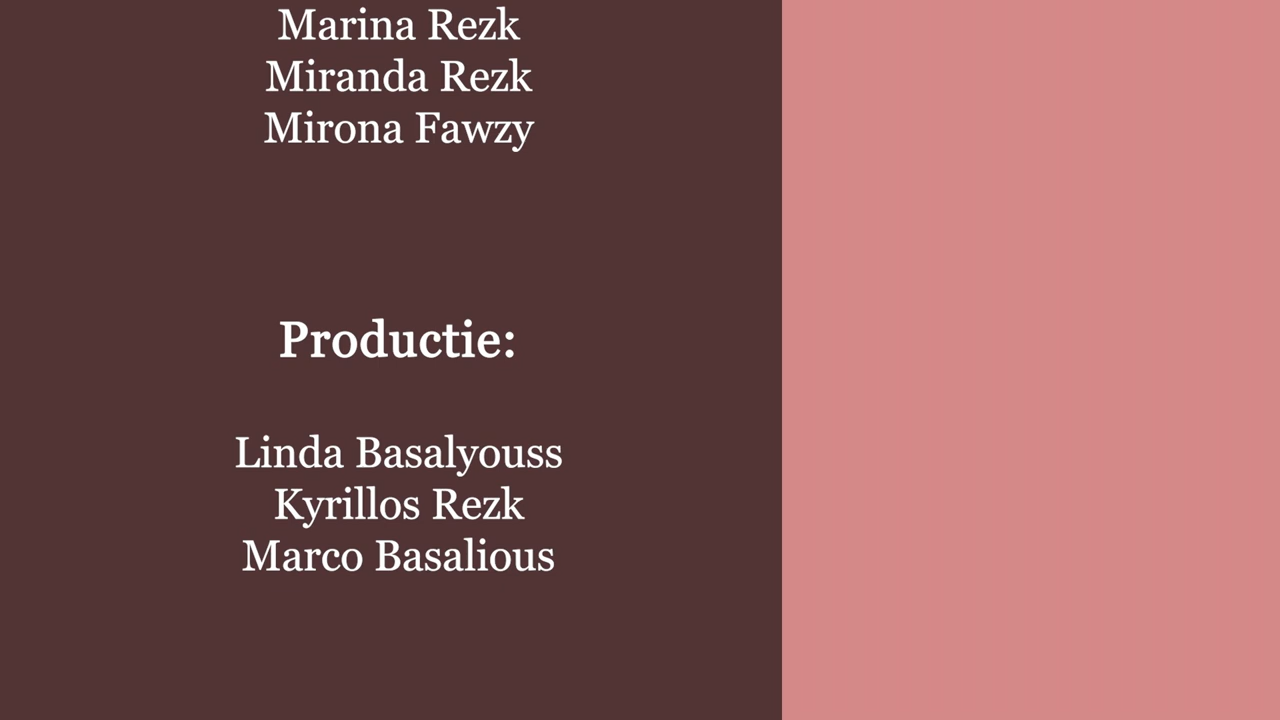 Marina Rezk
Miranda Rezk
Mirona Fawzy
Productie:
Linda Basalyouss
Kyrillos Rezk
Marco Basalious